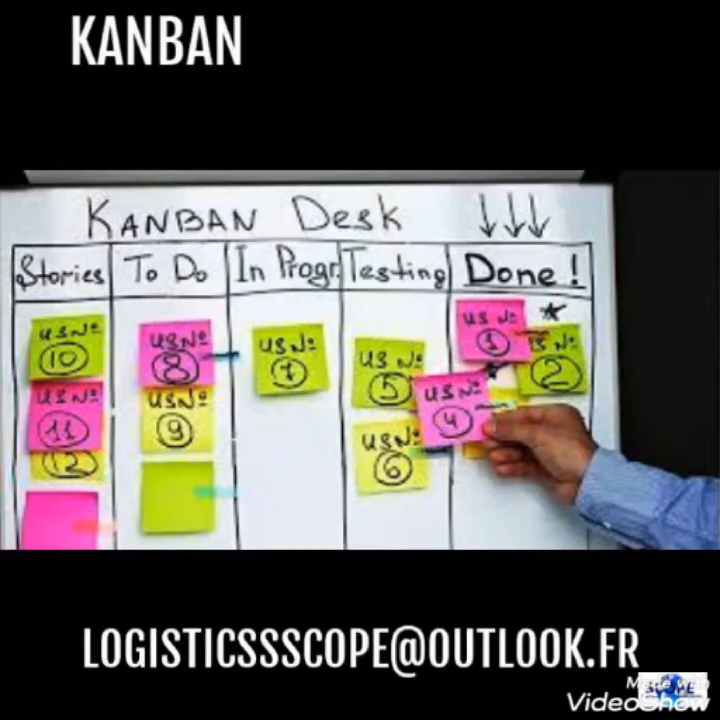 KANBAN
KANBAN Desk
Stories To Do In Progr. Testing Done!
US Nº 10
US Nº 11
12
US Nº 8
US Nº 9
US Nº 7
US Nº 5
US Nº 6
US Nº 4
US Nº 1
US Nº 2
LOGISTICSSSCOPE@OUTLOOK.FR
SCOPE
Made with
VideoShow